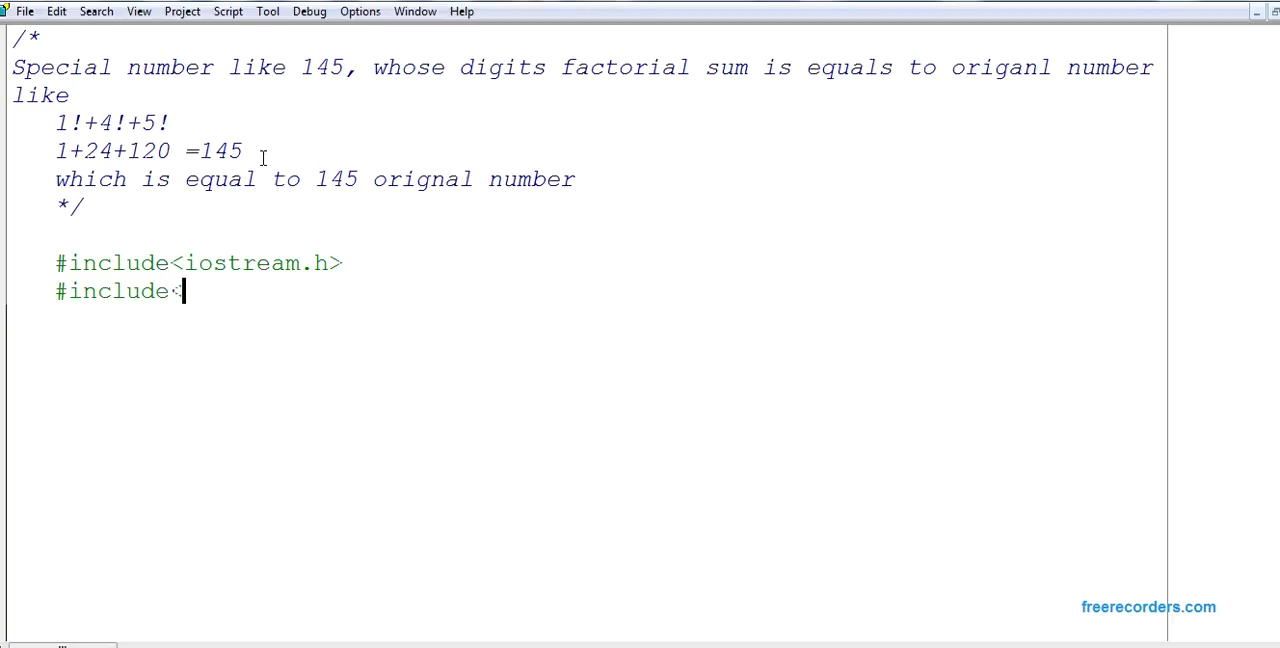 File Edit Search View Project Script Tool Debug Options Window Help
/*
Special number like 145, whose digits factorial sum is equals to origanl number
like
1!+4!+5!
1+24+120 =145
which is equal to 145 orignal number
*/
#include<iostream.h>
#include<
freerecorders.com